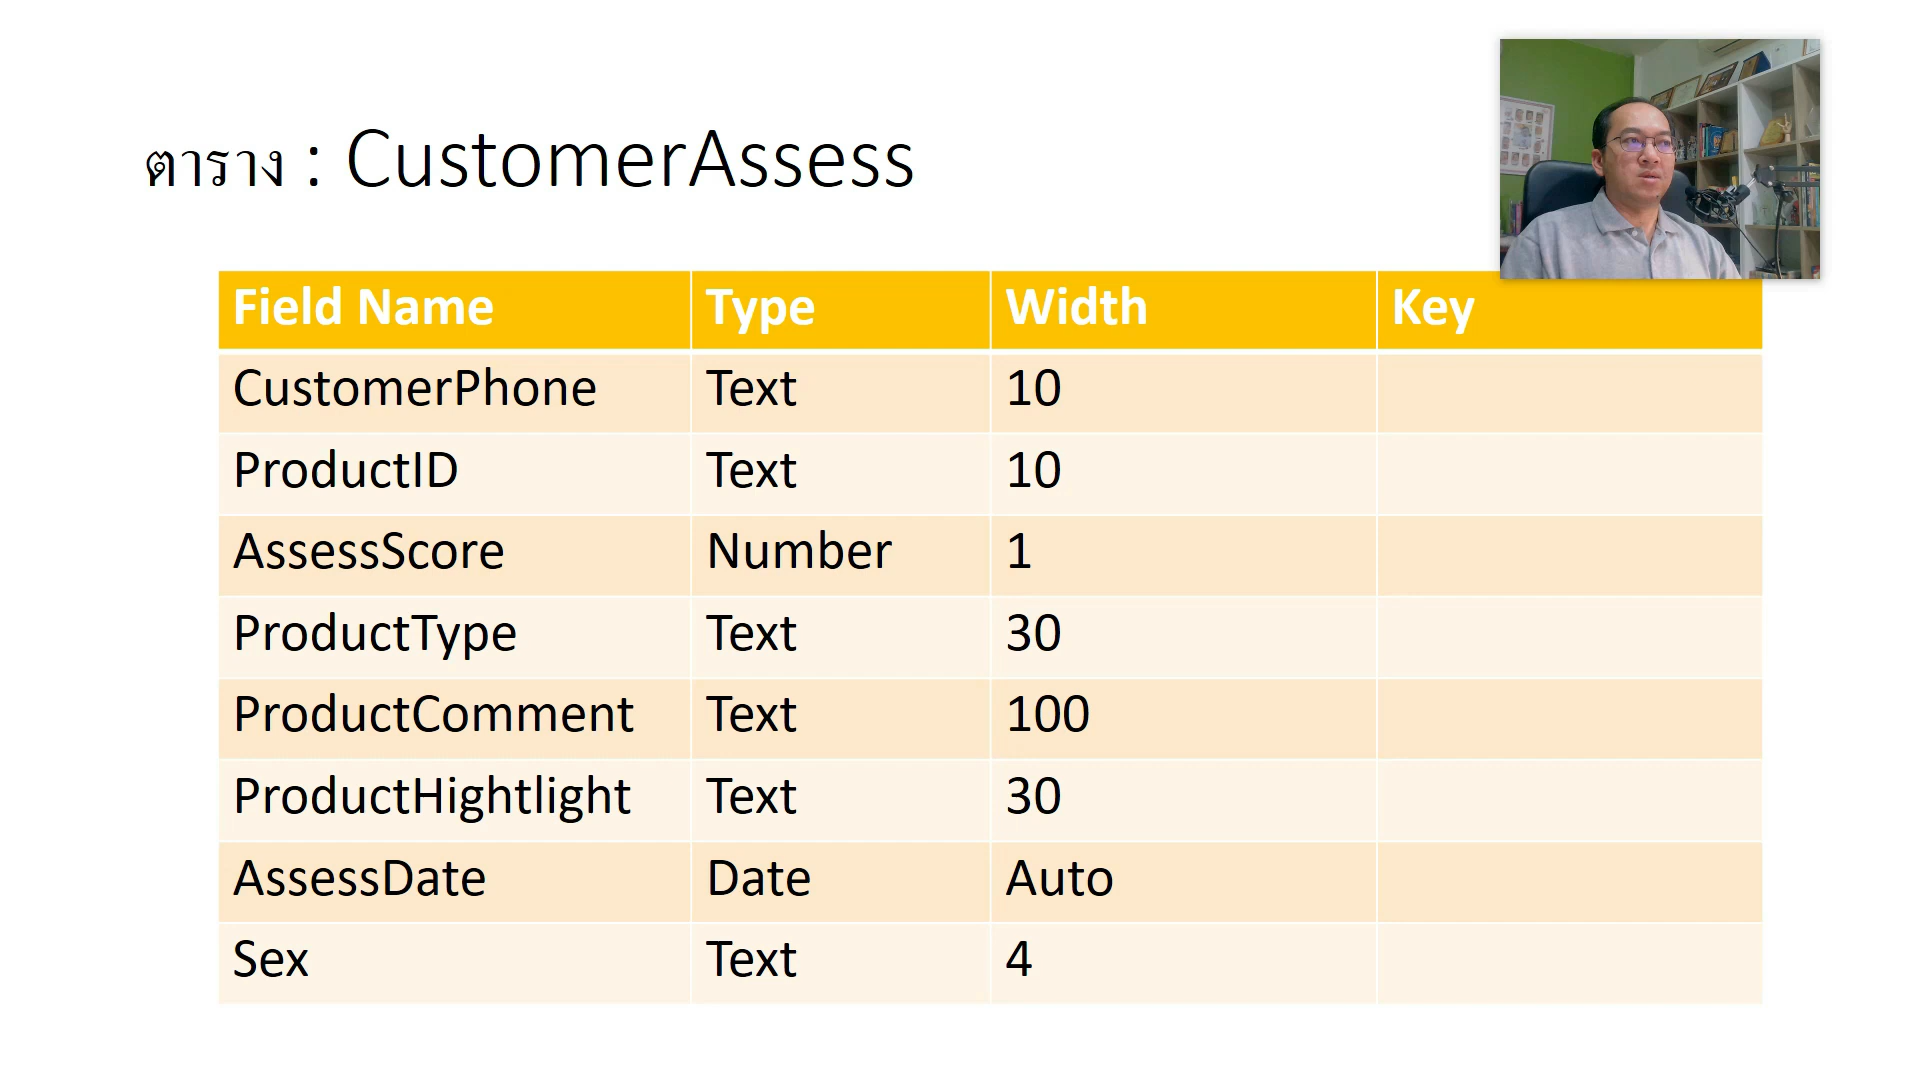 ตาราง : CustomerAssess
Field Name Type Width Key
CustomerPhone Text 10
ProductID Text 10
AssessScore Number 1
ProductType Text 30
ProductComment Text 100
ProductHightlight Text 30
AssessDate Date Auto
Sex Text 4